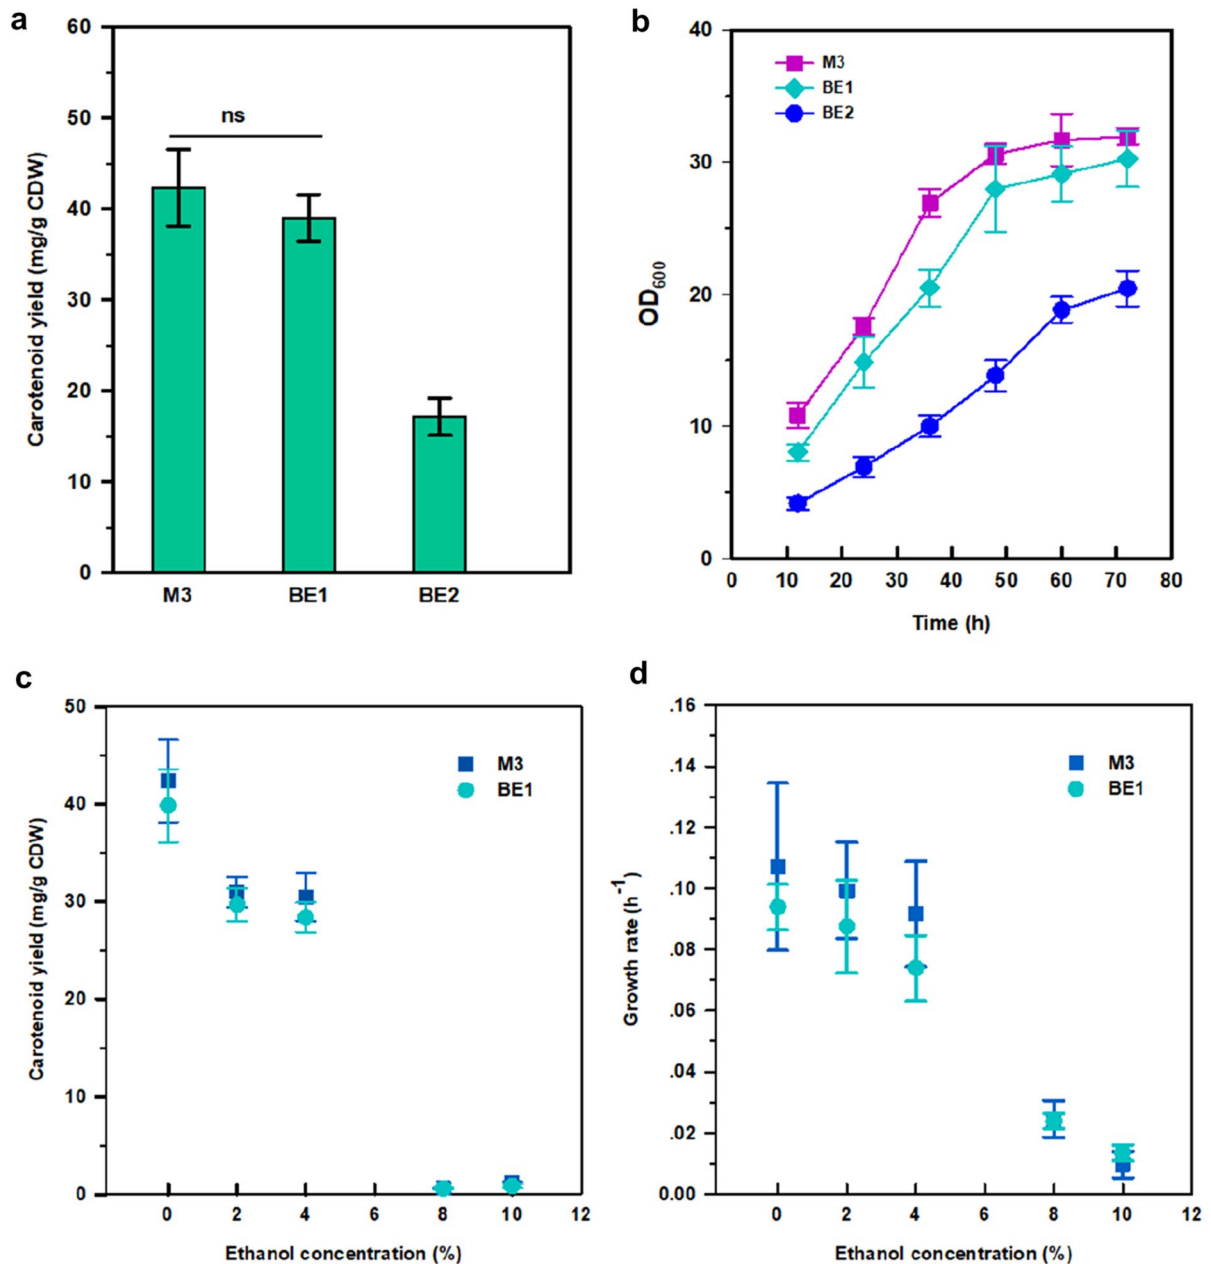 a
60
50
40
30
20
10
0
Carotenoid yield (mg/g CDW)
ns
M3 BE1 BE2
b
40
30
20
10
0
OD600
M3
BE1
BE2
0 10 20 30 40 50 60 70 80
Time (h)
c
50
40
30
20
10
0
Carotenoid yield (mg/g CDW)
M3
BE1
0 2 4 6 8 10 12
Ethanol concentration (%)
d
.16
.14
.12
.10
.08
.06
.04
.02
0.00
Growth rate (h-1)
M3
BE1
0 2 4 6 8 10 12
Ethanol concentration (%)